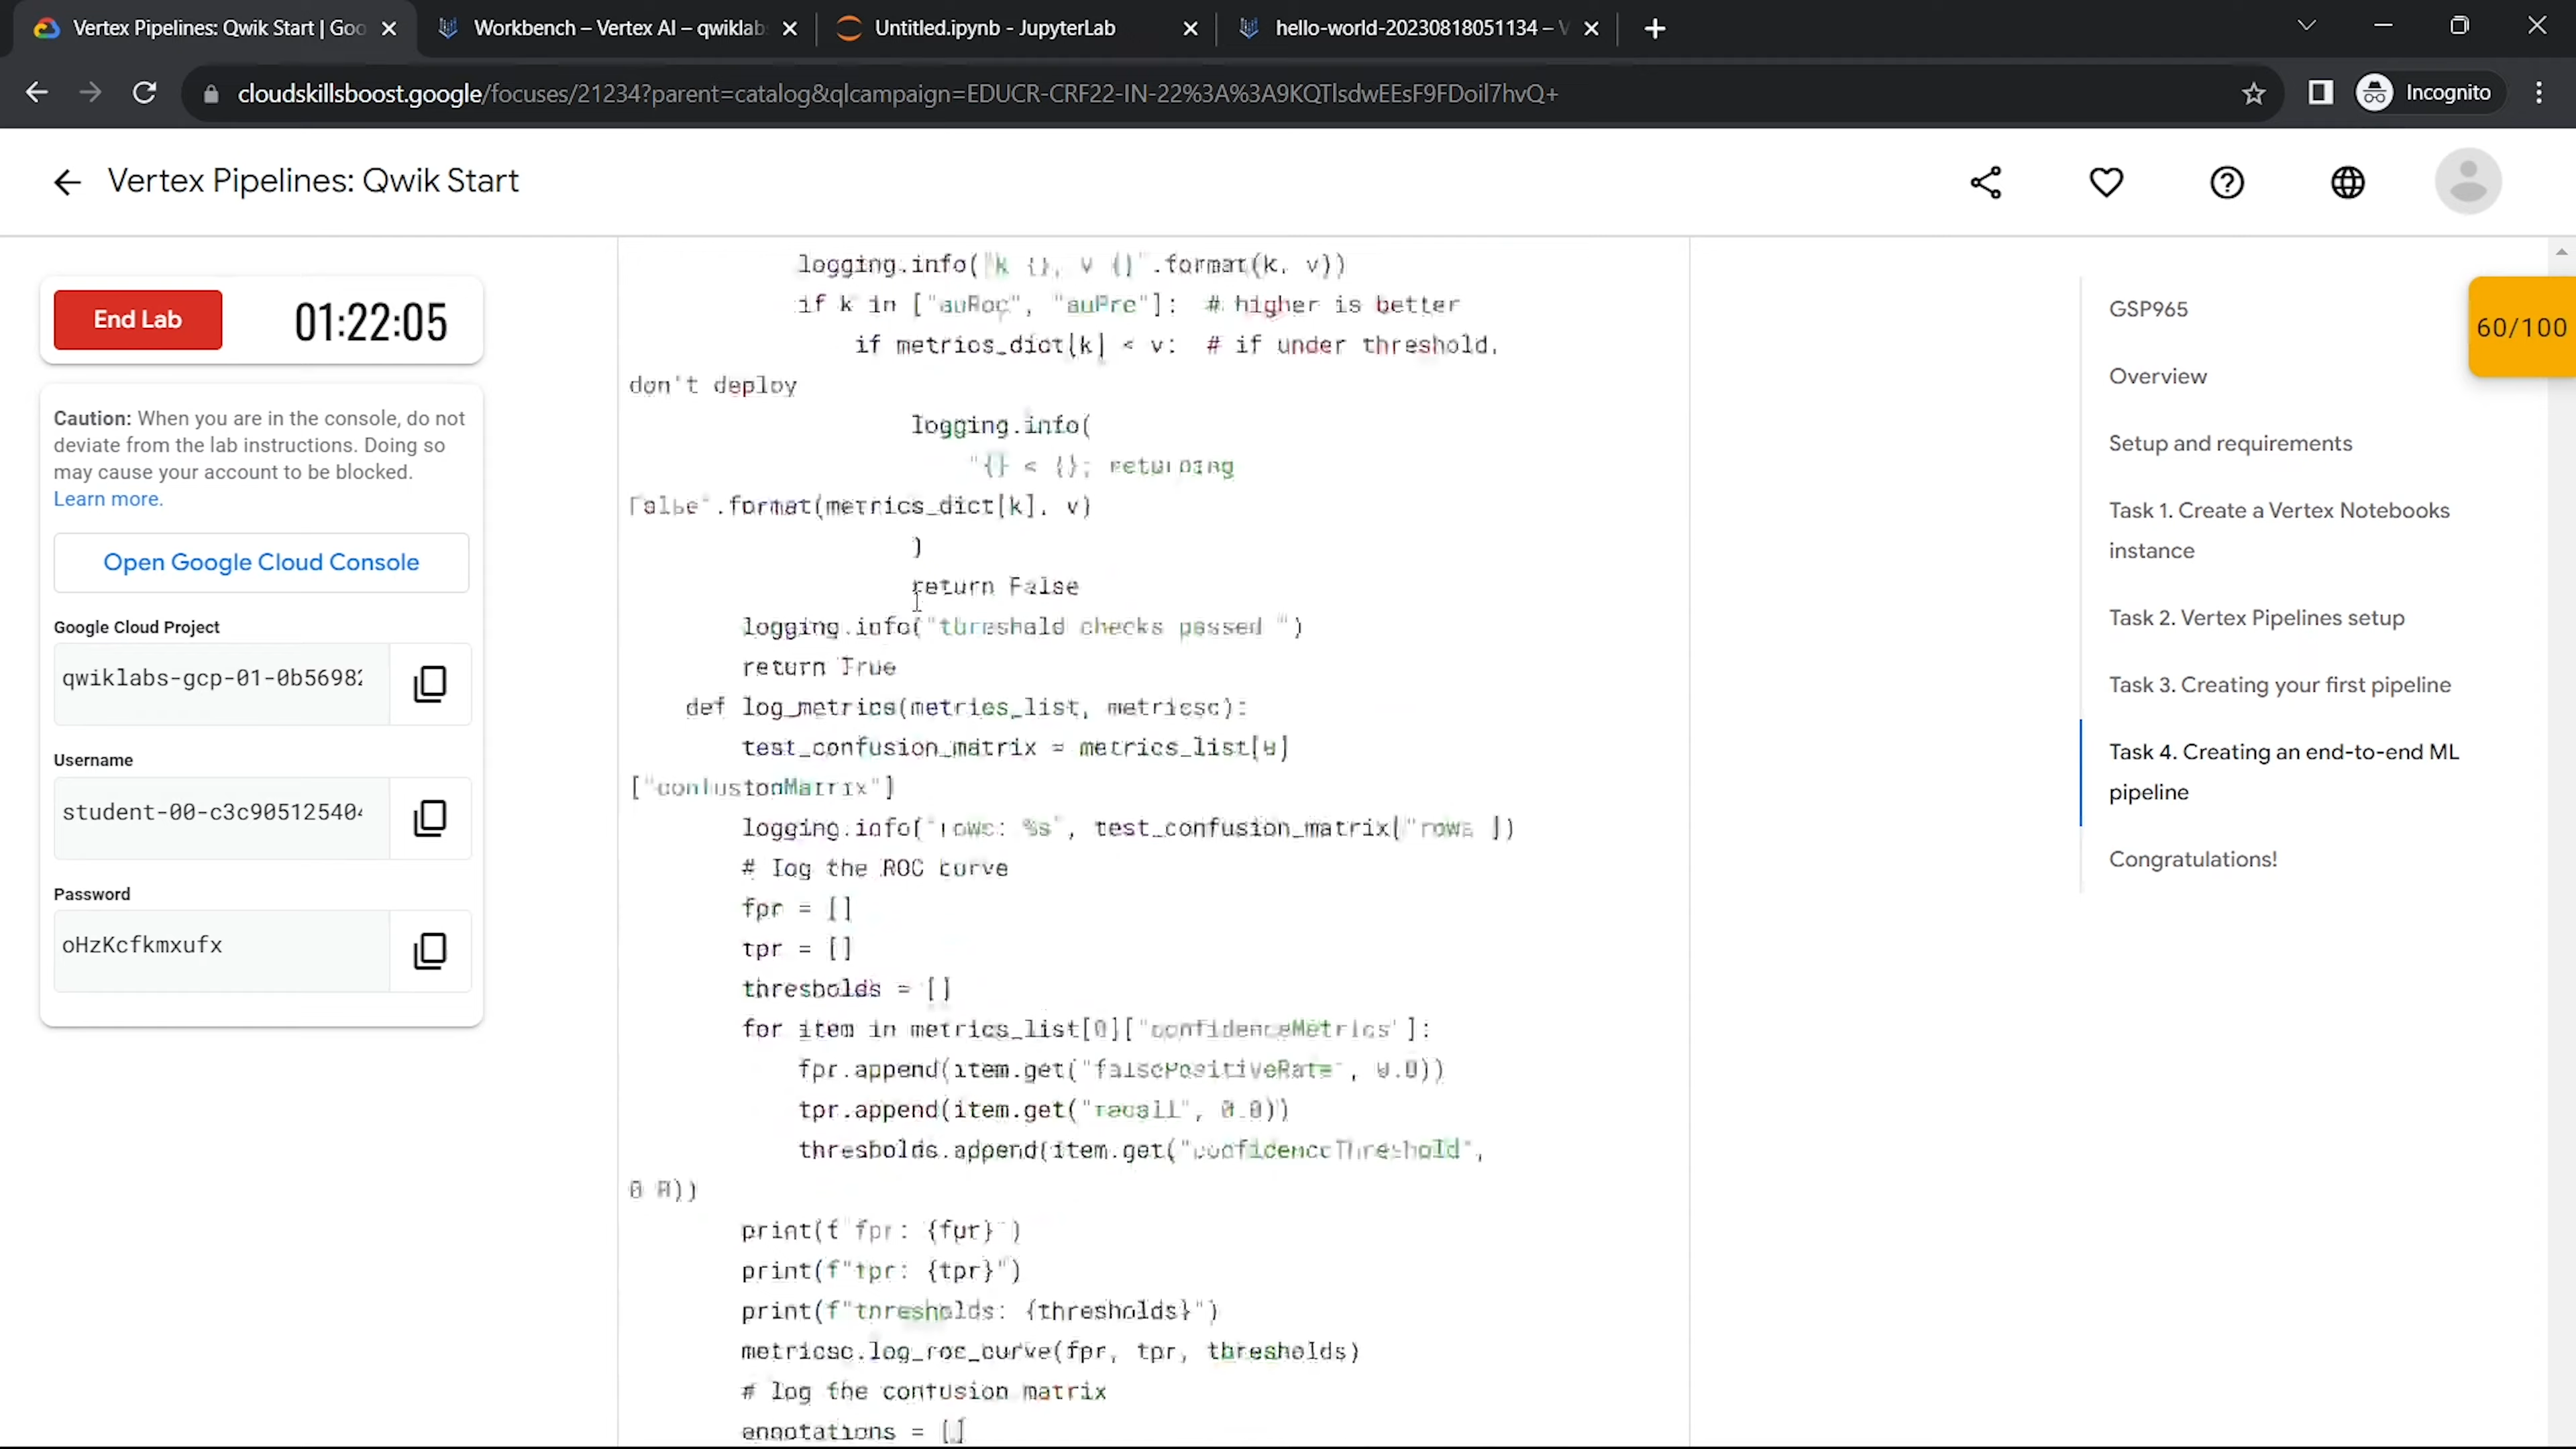 Vertex Pipelines: Qwik Start | Goo
Workbench – Vertex AI – qwiklab
Untitled.ipynb - JupyterLab
hello-world-20230818051134 – V
cloudskillsboost.google/focuses/21234?parent=catalog&qlcampaign=EDUCR-CRF22-IN-22%3A%3A9KQTlsdwEEsF9FDoil7hvQ+
Incognito
Vertex Pipelines: Qwik Start
End Lab
01:22:05
Caution: When you are in the console, do not
deviate from the lab instructions. Doing so
may cause your account to be blocked.
Learn more.
Open Google Cloud Console
Google Cloud Project
qwiklabs-gcp-01-0b56982
Username
student-00-c3c90512540
Password
oHzKcfkmxufx
logging.info("k {}, v {}".format(k, v))
if k in ["auRoc", "auPrc"]:  # higher is better
if metrics_dict[k] < v:  # if under threshold,
don't deploy
logging.info(
"{} < {}; returning
False".format(metrics_dict[k], v)
)
return False
logging.info("threshold checks passed ")
return True
def log_metrics(metrics_list, metricsc):
test_confusion_matrix = metrics_list[0]
["confusionMatrix"]
logging.info("rows: %s", test_confusion_matrix["rows"])
# log the ROC curve
fpr = []
tpr = []
thresholds = []
for item in metrics_list[0]["confidenceMetrics"]:
fpr.append(item.get("falsePositiveRate", 0.0))
tpr.append(item.get("recall", 0.0))
thresholds.append(item.get("confidenceThreshold",
0.0))
print(f"fpr: {fpr}")
print(f"tpr: {tpr}")
print(f"thresholds: {thresholds}")
metricsc.log_roc_curve(fpr, tpr, thresholds)
# log the confusion matrix
annotations = []
GSP965
Overview
Setup and requirements
Task 1. Create a Vertex Notebooks
instance
Task 2. Vertex Pipelines setup
Task 3. Creating your first pipeline
Task 4. Creating an end-to-end ML
pipeline
Congratulations!
60/100